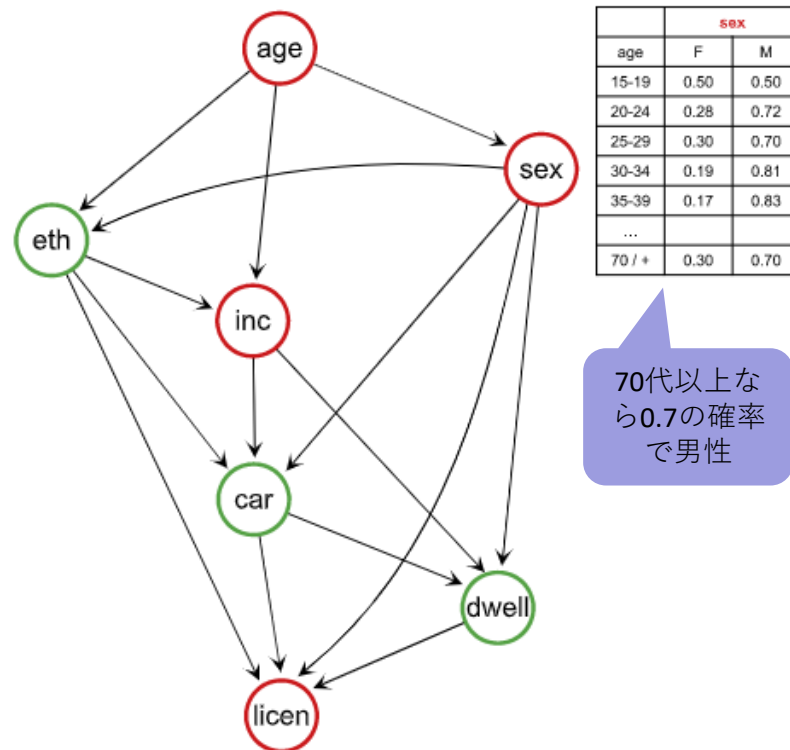 age
sex
eth
inc
car
dwell
licen
sex
age F M
15-19 0.50 0.50
20-24 0.28 0.72
25-29 0.30 0.70
30-34 0.19 0.81
35-39 0.17 0.83
...
70 / + 0.30 0.70
70代以上な
ら0.7の確率
で男性